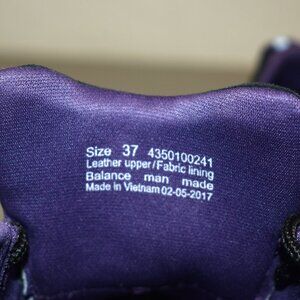 Size 37 4350100241
Leather upper/Fabric lining
Balance man made
Made in Vietnam 02-05-2017